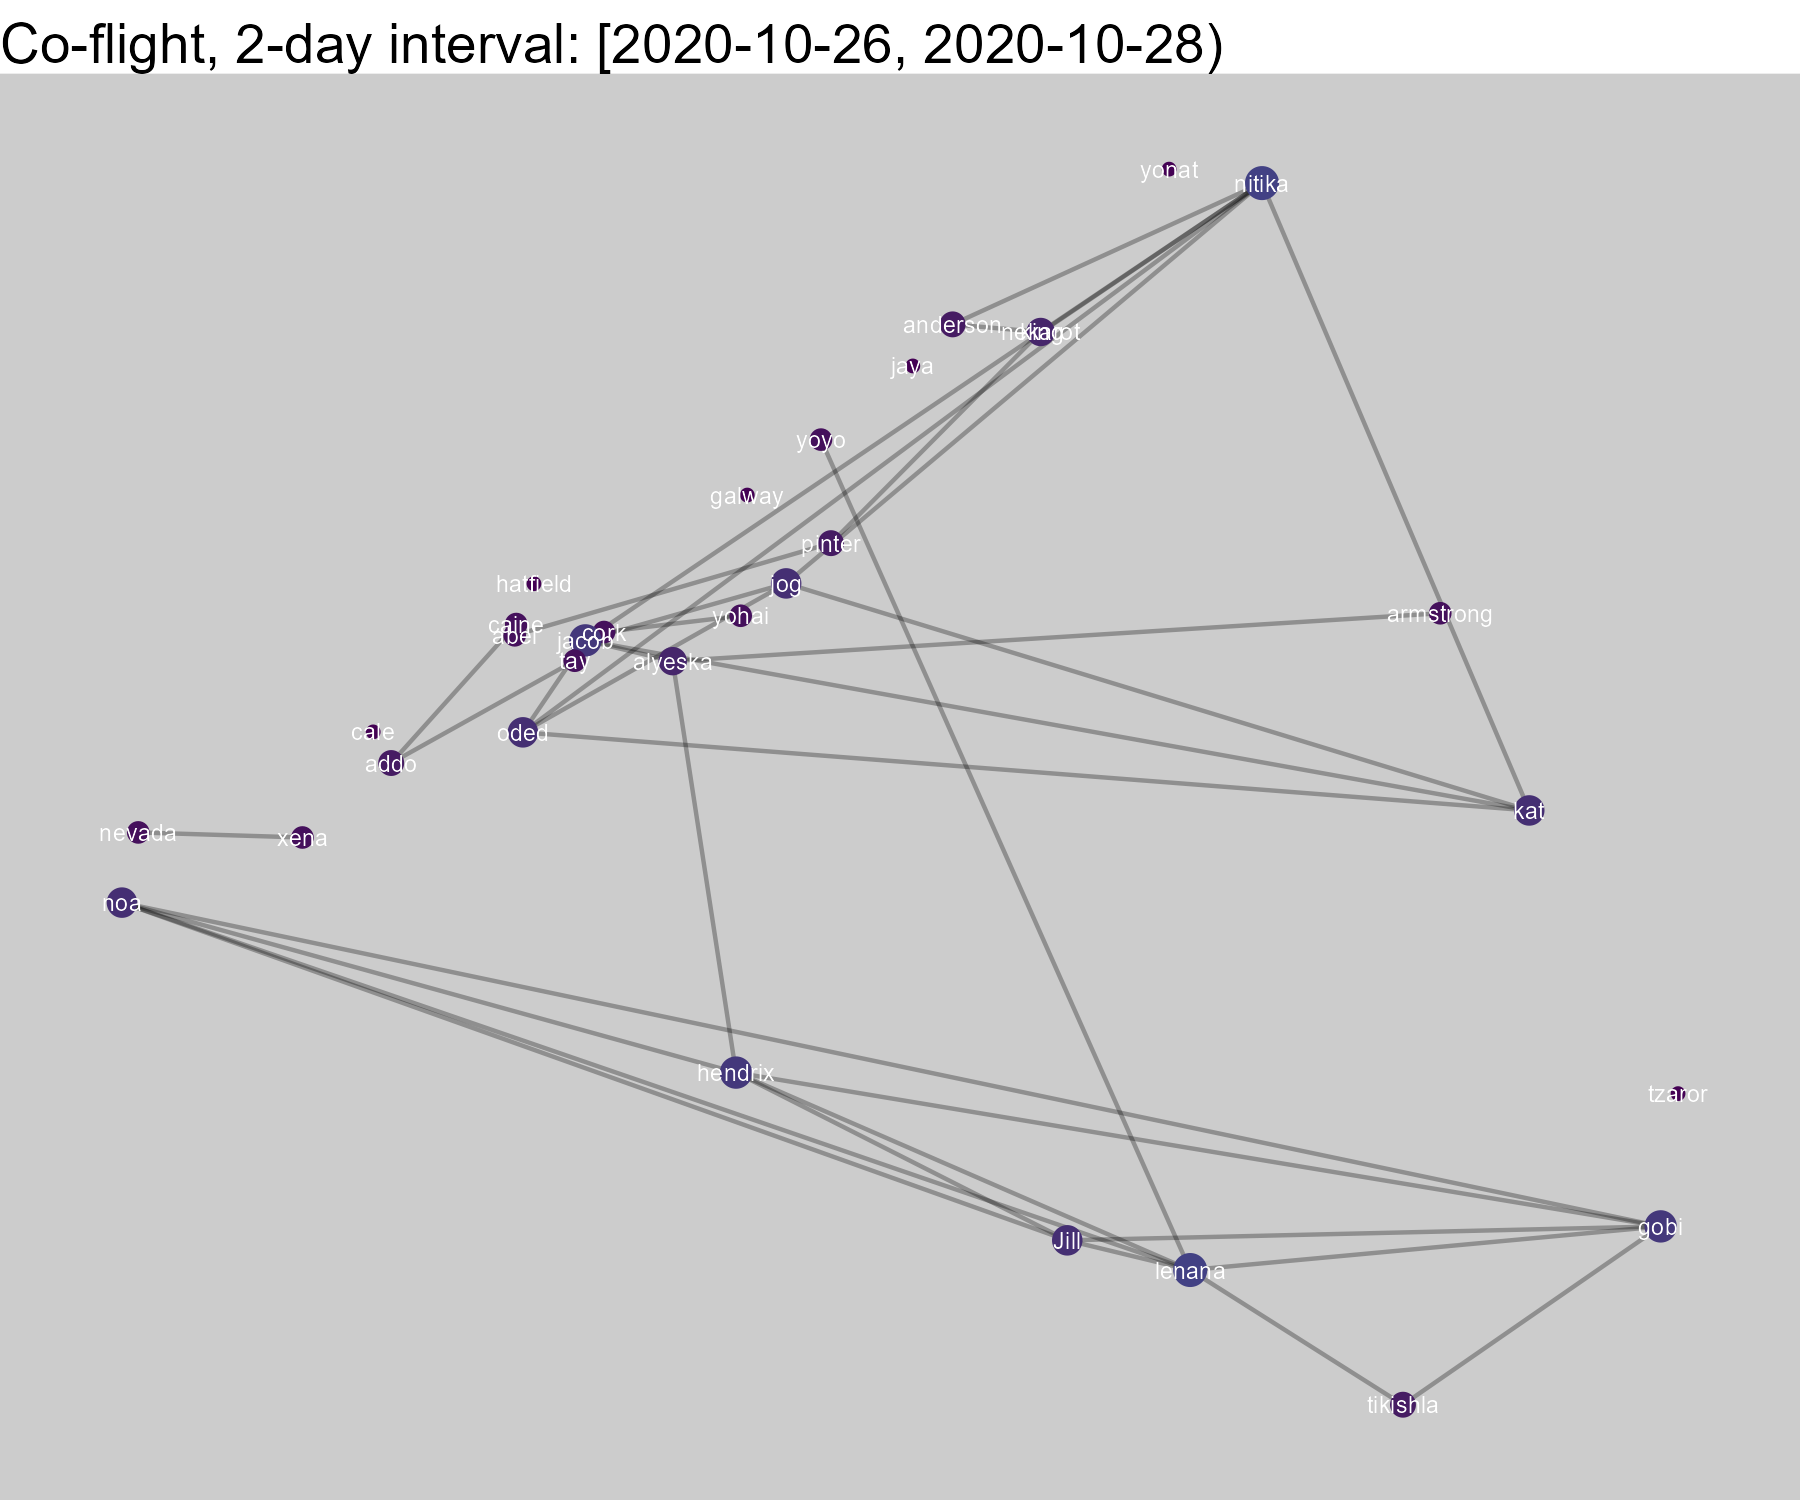 Co-flight, 2-day interval: [2020-10-26, 2020-10-28)
yonat
nitika
anderson
king
jaya
yoyo
galway
pinter
hatfield
jog
yohai
armstrong
caine
abel
cork
jacob
tay
alyeska
cale
oded
addo
kat
nevada
xena
noa
hendrix
tzaror
gobi
Jill
lenana
tikishla